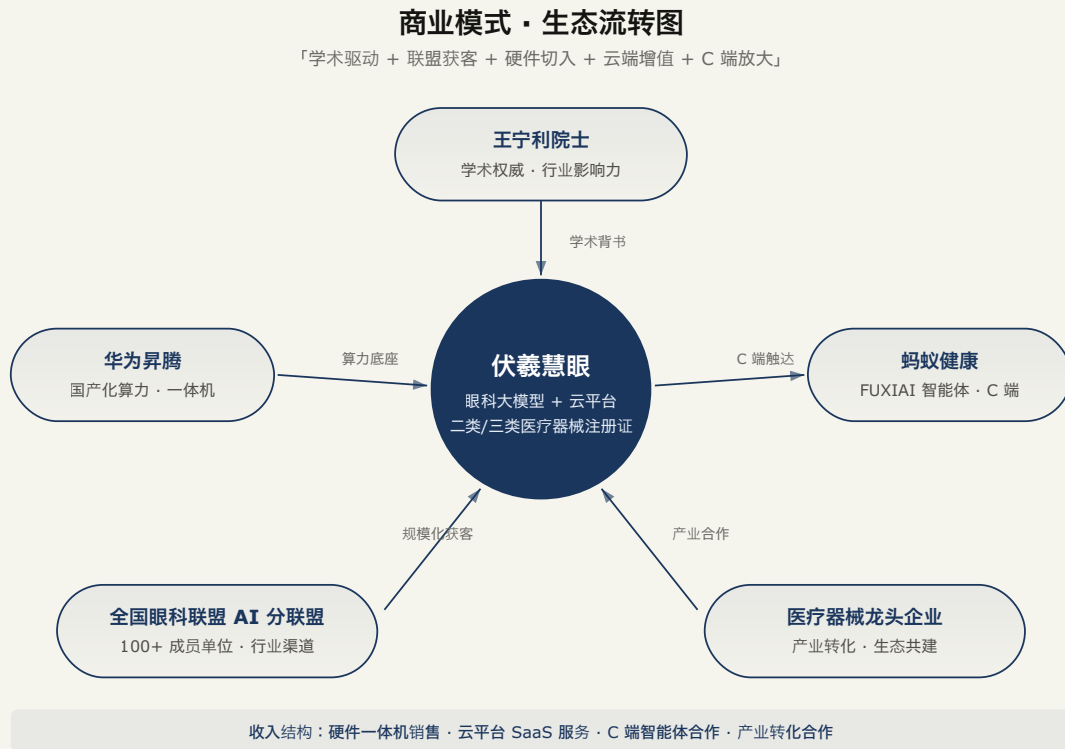 商业模式 · 生态流转图
「学术驱动 + 联盟获客 + 硬件切入 + 云端增值 + C 端放大」
王宁利院士
学术权威 · 行业影响力
学术背书
华为昇腾
国产化算力 · 一体机
算力底座
伏羲慧眼
眼科大模型 + 云平台
二类/三类医疗器械注册证
C 端触达
蚂蚁健康
FUXIAI 智能体 · C 端
规模化获客
产业合作
全国眼科联盟 AI 分联盟
100+ 成员单位 · 行业渠道
医疗器械龙头企业
产业转化 · 生态共建
收入结构：硬件一体机销售 · 云平台 SaaS 服务 · C 端智能体合作 · 产业转化合作